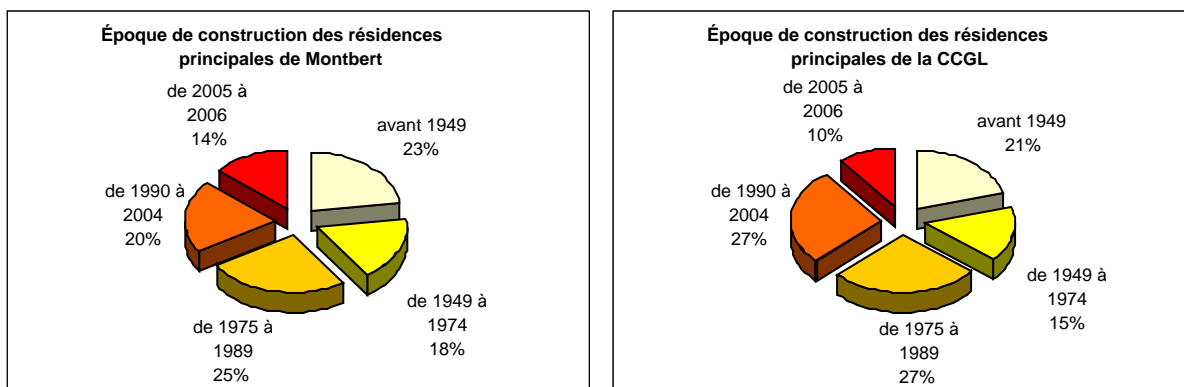 Époque de construction des résidences
principales de Montbert
de 2005 à
2006
14%
avant 1949
23%
de 1990 à
2004
20%
de 1949 à
1974
18%
de 1975 à
1989
25%
Époque de construction des résidences
principales de la CCGL
de 2005 à
2006
10%
avant 1949
21%
de 1990 à
2004
27%
de 1949 à
1974
15%
de 1975 à
1989
27%